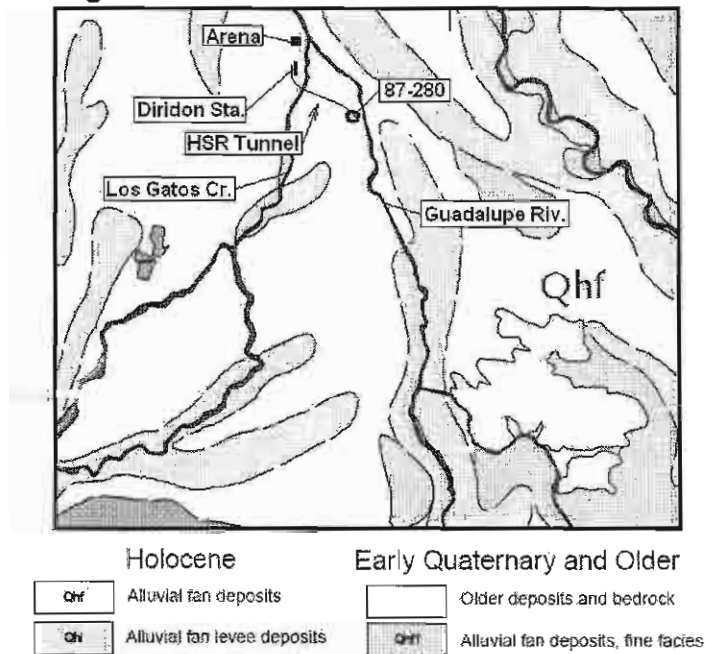 Arena
87-280
Diridon Sta.
HSR Tunnel
Los Gatos Cr.
Guadalupe Riv.
Qhf
Holocene
Early Quaternary and Older
Qhf Alluvial fan deposits
Older deposits and bedrock
Alluvial fan levee deposits
Qhff Alluvial fan deposits, fine facies